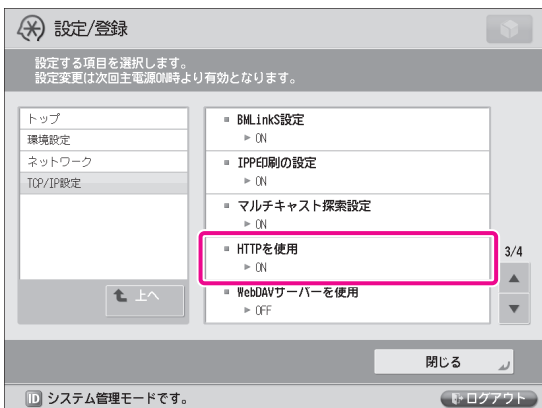 設定/登録
設定する項目を選択します。
設定変更は次回主電源ON時より有効となります。
トップ
環境設定
ネットワーク
TCP/IP設定
上へ
BMLinkS設定
ON
IPP印刷の設定
ON
マルチキャスト探索設定
ON
HTTPを使用
ON
WebDAVサーバーを使用
OFF
3/4
閉じる
ID システム管理モードです。
ログアウト